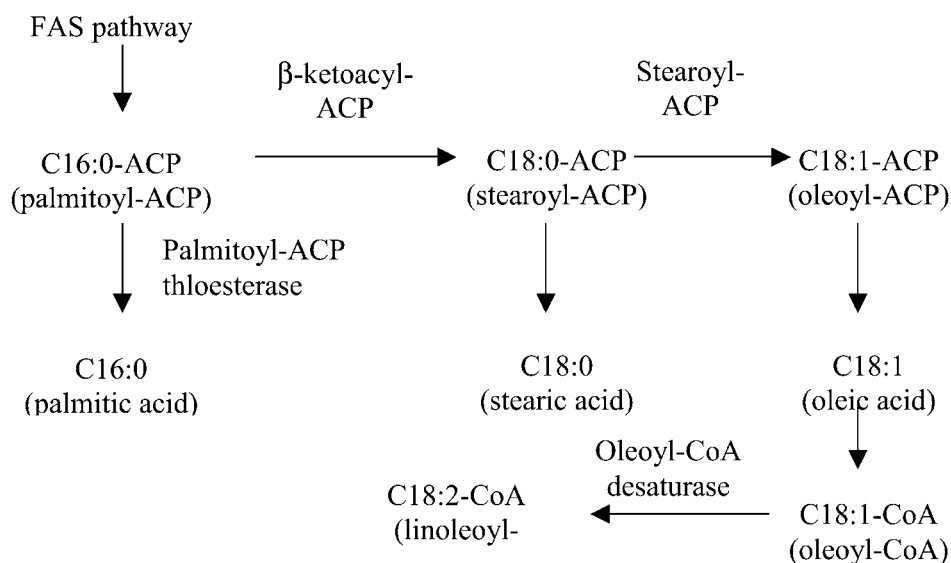 FAS pathway
β-ketoacyl-
ACP
Stearoyl-
ACP
C16:0-ACP
(palmitoyl-ACP)
C18:0-ACP
(stearoyl-ACP)
C18:1-ACP
(oleoyl-ACP)
Palmitoyl-ACP
thloesterase
C16:0
(palmitic acid)
C18:0
(stearic acid)
C18:1
(oleic acid)
Oleoyl-CoA
desaturase
C18:2-CoA
(linoleoyl-
C18:1-CoA
(oleoyl-CoA)